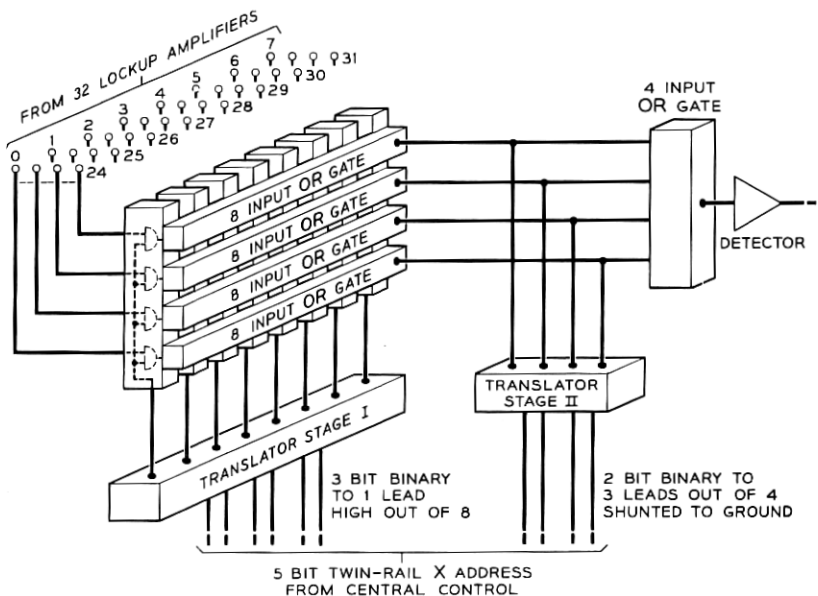 FROM 32 LOCKUP AMPLIFIERS
7
31
6
30
5
29
4
28
3
27
2
26
1
25
0
24
4 INPUT
OR GATE
8 INPUT OR GATE
8 INPUT OR GATE
8 INPUT OR GATE
8 INPUT OR GATE
DETECTOR
TRANSLATOR
STAGE II
TRANSLATOR STAGE I
3 BIT BINARY
TO 1 LEAD
HIGH OUT OF 8
2 BIT BINARY TO
3 LEADS OUT OF 4
SHUNTED TO GROUND
5 BIT TWIN-RAIL X ADDRESS
FROM CENTRAL CONTROL